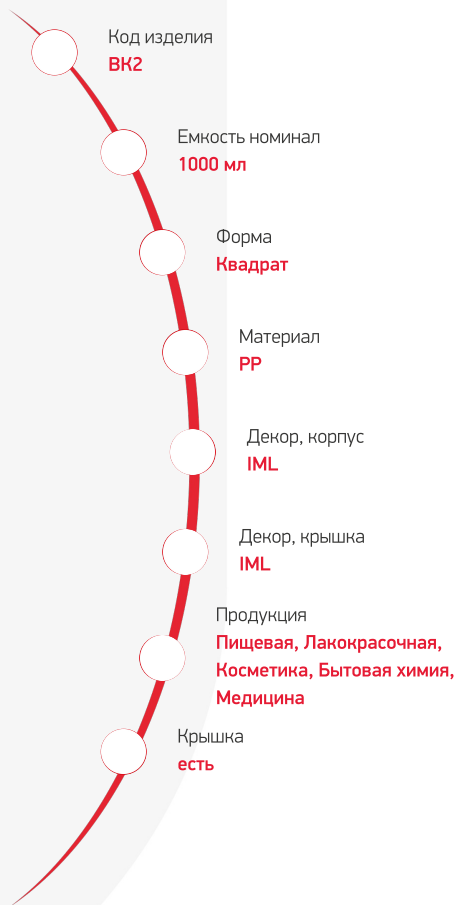 Код изделия
ВК2
Емкость номинал
1000 мл
Форма
Квадрат
Материал
PP
Декор, корпус
IML
Декор, крышка
IML
Продукция
Пищевая, Лакокрасочная,
Косметика, Бытовая химия,
Медицина
Крышка
есть